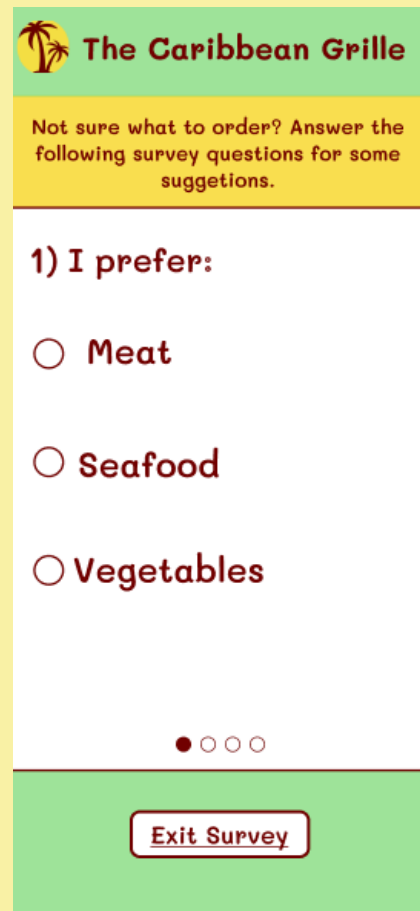 The Caribbean Grille
Not sure what to order? Answer the
following survey questions for some
suggetions.
1) I prefer:
Meat
Seafood
Vegetables
Exit Survey